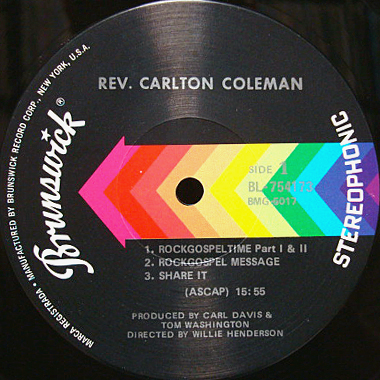 REV. CARLTON COLEMAN
MANUFACTURED BY BRUNSWICK RECORD CORP., NEW YORK, U.S.A.
Brunswick®
MARCA REGISTRADA •
STEREOPHONIC
SIDE 1
BL 754173
BMG-6017
1. ROCKGOSPELTIME Part I & II
2. ROCKGOSPEL MESSAGE
3. SHARE IT
(ASCAP) 15:55
PRODUCED BY CARL DAVIS &
TOM WASHINGTON
DIRECTED BY WILLIE HENDERSON